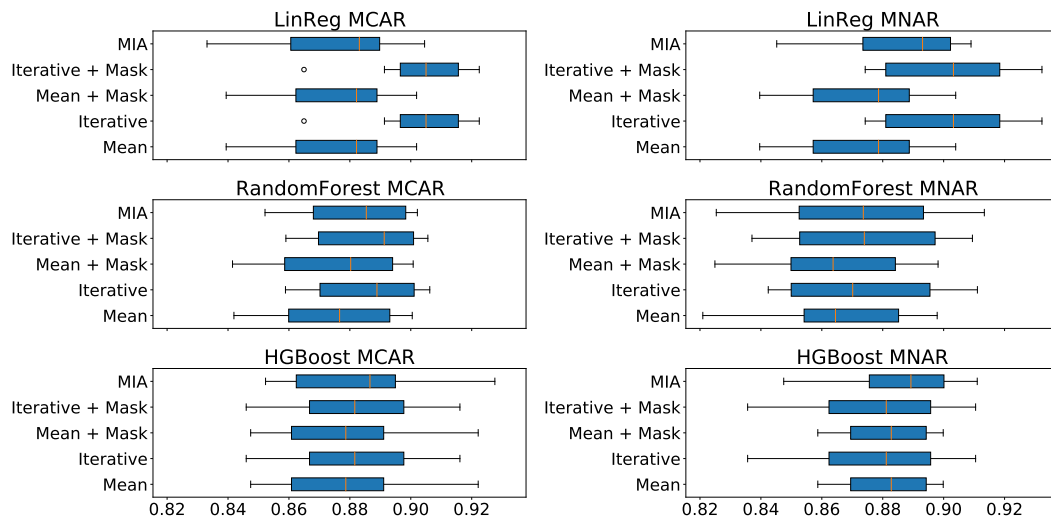 LinReg MCAR
MIA
Iterative + Mask
Mean + Mask
Iterative
Mean
LinReg MNAR
MIA
Iterative + Mask
Mean + Mask
Iterative
Mean
RandomForest MCAR
MIA
Iterative + Mask
Mean + Mask
Iterative
Mean
RandomForest MNAR
MIA
Iterative + Mask
Mean + Mask
Iterative
Mean
HGBoost MCAR
MIA
Iterative + Mask
Mean + Mask
Iterative
Mean
0.82 0.84 0.86 0.88 0.90 0.92
HGBoost MNAR
MIA
Iterative + Mask
Mean + Mask
Iterative
Mean
0.82 0.84 0.86 0.88 0.90 0.92